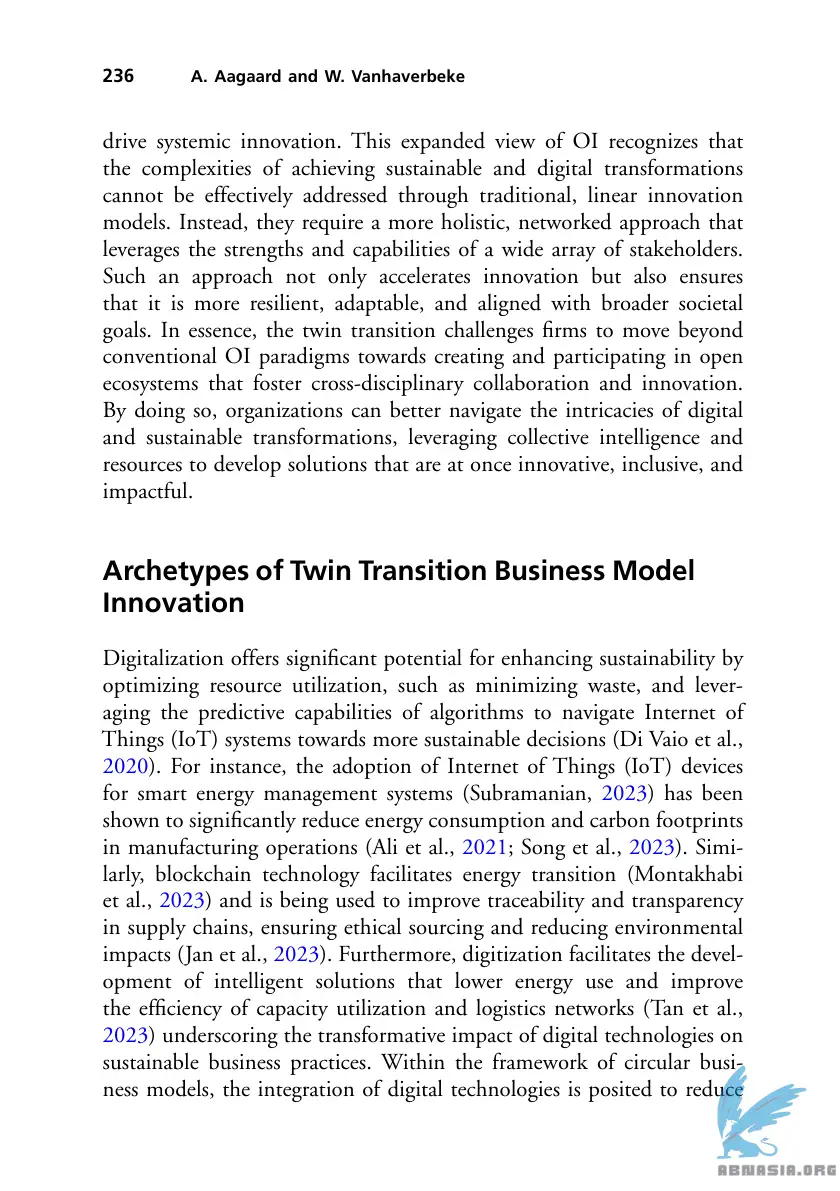 236 A. Aagaard and W. Vanhaverbeke
drive systemic innovation. This expanded view of OI recognizes that
the complexities of achieving sustainable and digital transformations
cannot be effectively addressed through traditional, linear innovation
models. Instead, they require a more holistic, networked approach that
leverages the strengths and capabilities of a wide array of stakeholders.
Such an approach not only accelerates innovation but also ensures
that it is more resilient, adaptable, and aligned with broader societal
goals. In essence, the twin transition challenges firms to move beyond
conventional OI paradigms towards creating and participating in open
ecosystems that foster cross-disciplinary collaboration and innovation.
By doing so, organizations can better navigate the intricacies of digital
and sustainable transformations, leveraging collective intelligence and
resources to develop solutions that are at once innovative, inclusive, and
impactful.
Archetypes of Twin Transition Business Model
Innovation
Digitalization offers significant potential for enhancing sustainability by
optimizing resource utilization, such as minimizing waste, and lever-
aging the predictive capabilities of algorithms to navigate Internet of
Things (IoT) systems towards more sustainable decisions (Di Vaio et al.,
2020). For instance, the adoption of Internet of Things (IoT) devices
for smart energy management systems (Subramanian, 2023) has been
shown to significantly reduce energy consumption and carbon footprints
in manufacturing operations (Ali et al., 2021; Song et al., 2023). Simi-
larly, blockchain technology facilitates energy transition (Montakhabi
et al., 2023) and is being used to improve traceability and transparency
in supply chains, ensuring ethical sourcing and reducing environmental
impacts (Jan et al., 2023). Furthermore, digitization facilitates the devel-
opment of intelligent solutions that lower energy use and improve
the efficiency of capacity utilization and logistics networks (Tan et al.,
2023) underscoring the transformative impact of digital technologies on
sustainable business practices. Within the framework of circular busi-
ness models, the integration of digital technologies is posited to reduce
ABNASIA.ORG